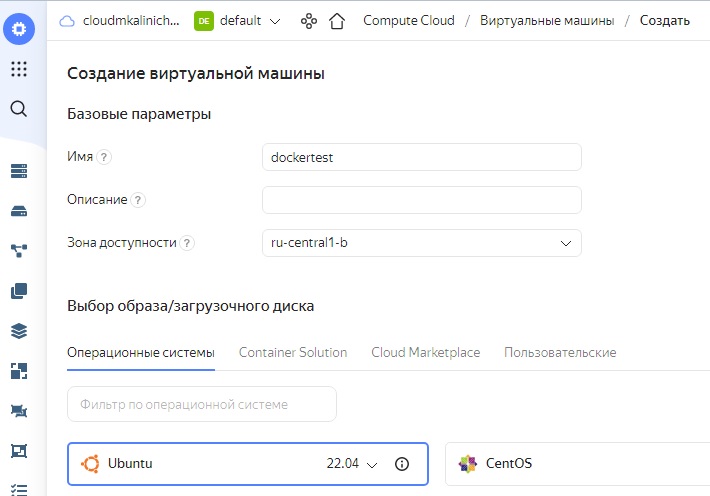 cloudmkalinich... DE default Compute Cloud / Виртуальные машины / Создать
Создание виртуальной машины
Базовые параметры
Имя ? dockertest
Описание ?
Зона доступности ? ru-central1-b
Выбор образа/загрузочного диска
Операционные системы Container Solution Cloud Marketplace Пользовательские
Фильтр по операционной системе
Ubuntu 22.04 CentOS